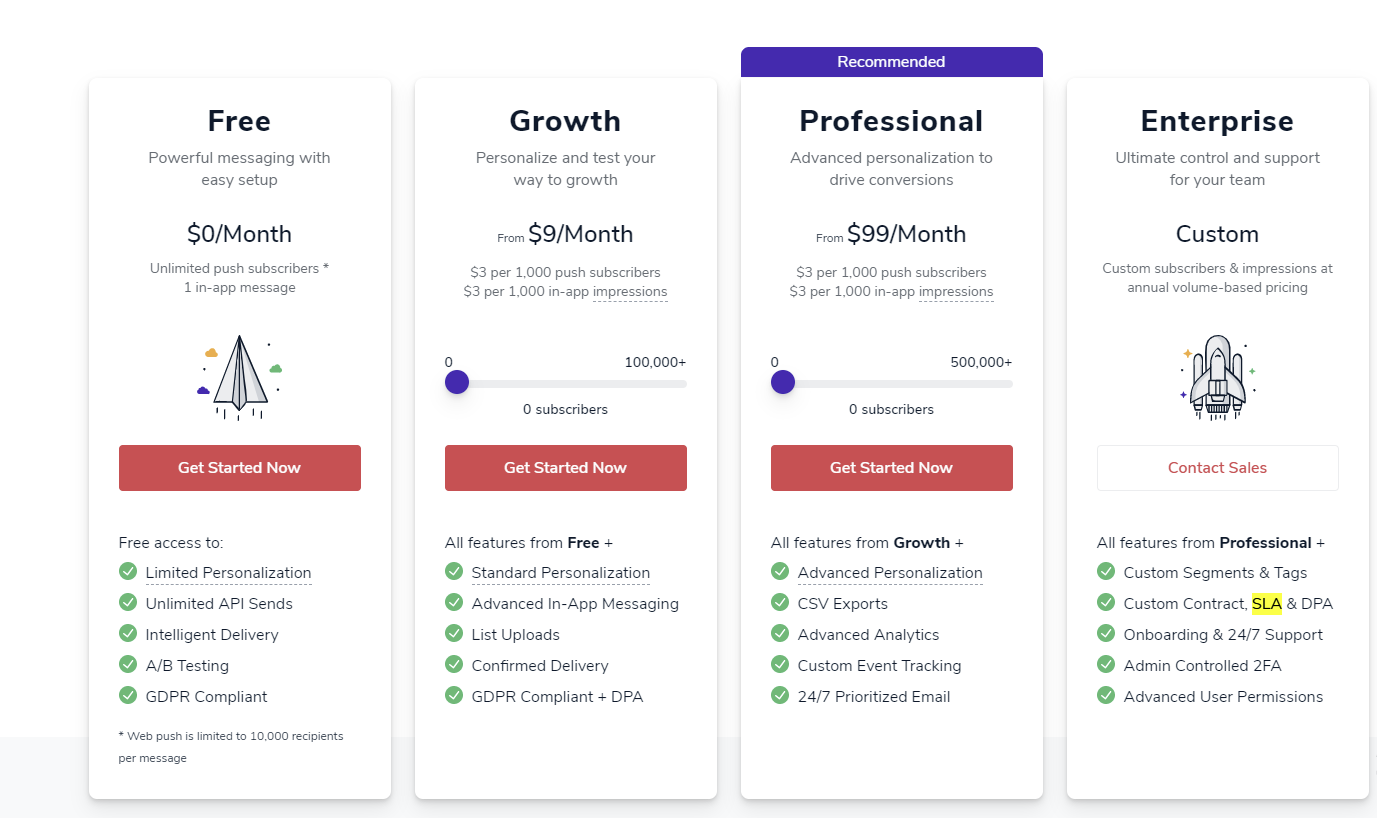 Recommended
Free
Powerful messaging with
easy setup
$0/Month
Unlimited push subscribers *
1 in-app message
Get Started Now
Free access to:
Limited Personalization
Unlimited API Sends
Intelligent Delivery
A/B Testing
GDPR Compliant
* Web push is limited to 10,000 recipients
per message
Growth
Personalize and test your
way to growth
From $9/Month
$3 per 1,000 push subscribers
$3 per 1,000 in-app impressions
0 100,000+
0 subscribers
Get Started Now
All features from Free +
Standard Personalization
Advanced In-App Messaging
List Uploads
Confirmed Delivery
GDPR Compliant + DPA
Professional
Advanced personalization to
drive conversions
From $99/Month
$3 per 1,000 push subscribers
$3 per 1,000 in-app impressions
0 500,000+
0 subscribers
Get Started Now
All features from Growth +
Advanced Personalization
CSV Exports
Advanced Analytics
Custom Event Tracking
24/7 Prioritized Email
Enterprise
Ultimate control and support
for your team
Custom
Custom subscribers & impressions at
annual volume-based pricing
Contact Sales
All features from Professional +
Custom Segments & Tags
Custom Contract, SLA & DPA
Onboarding & 24/7 Support
Admin Controlled 2FA
Advanced User Permissions